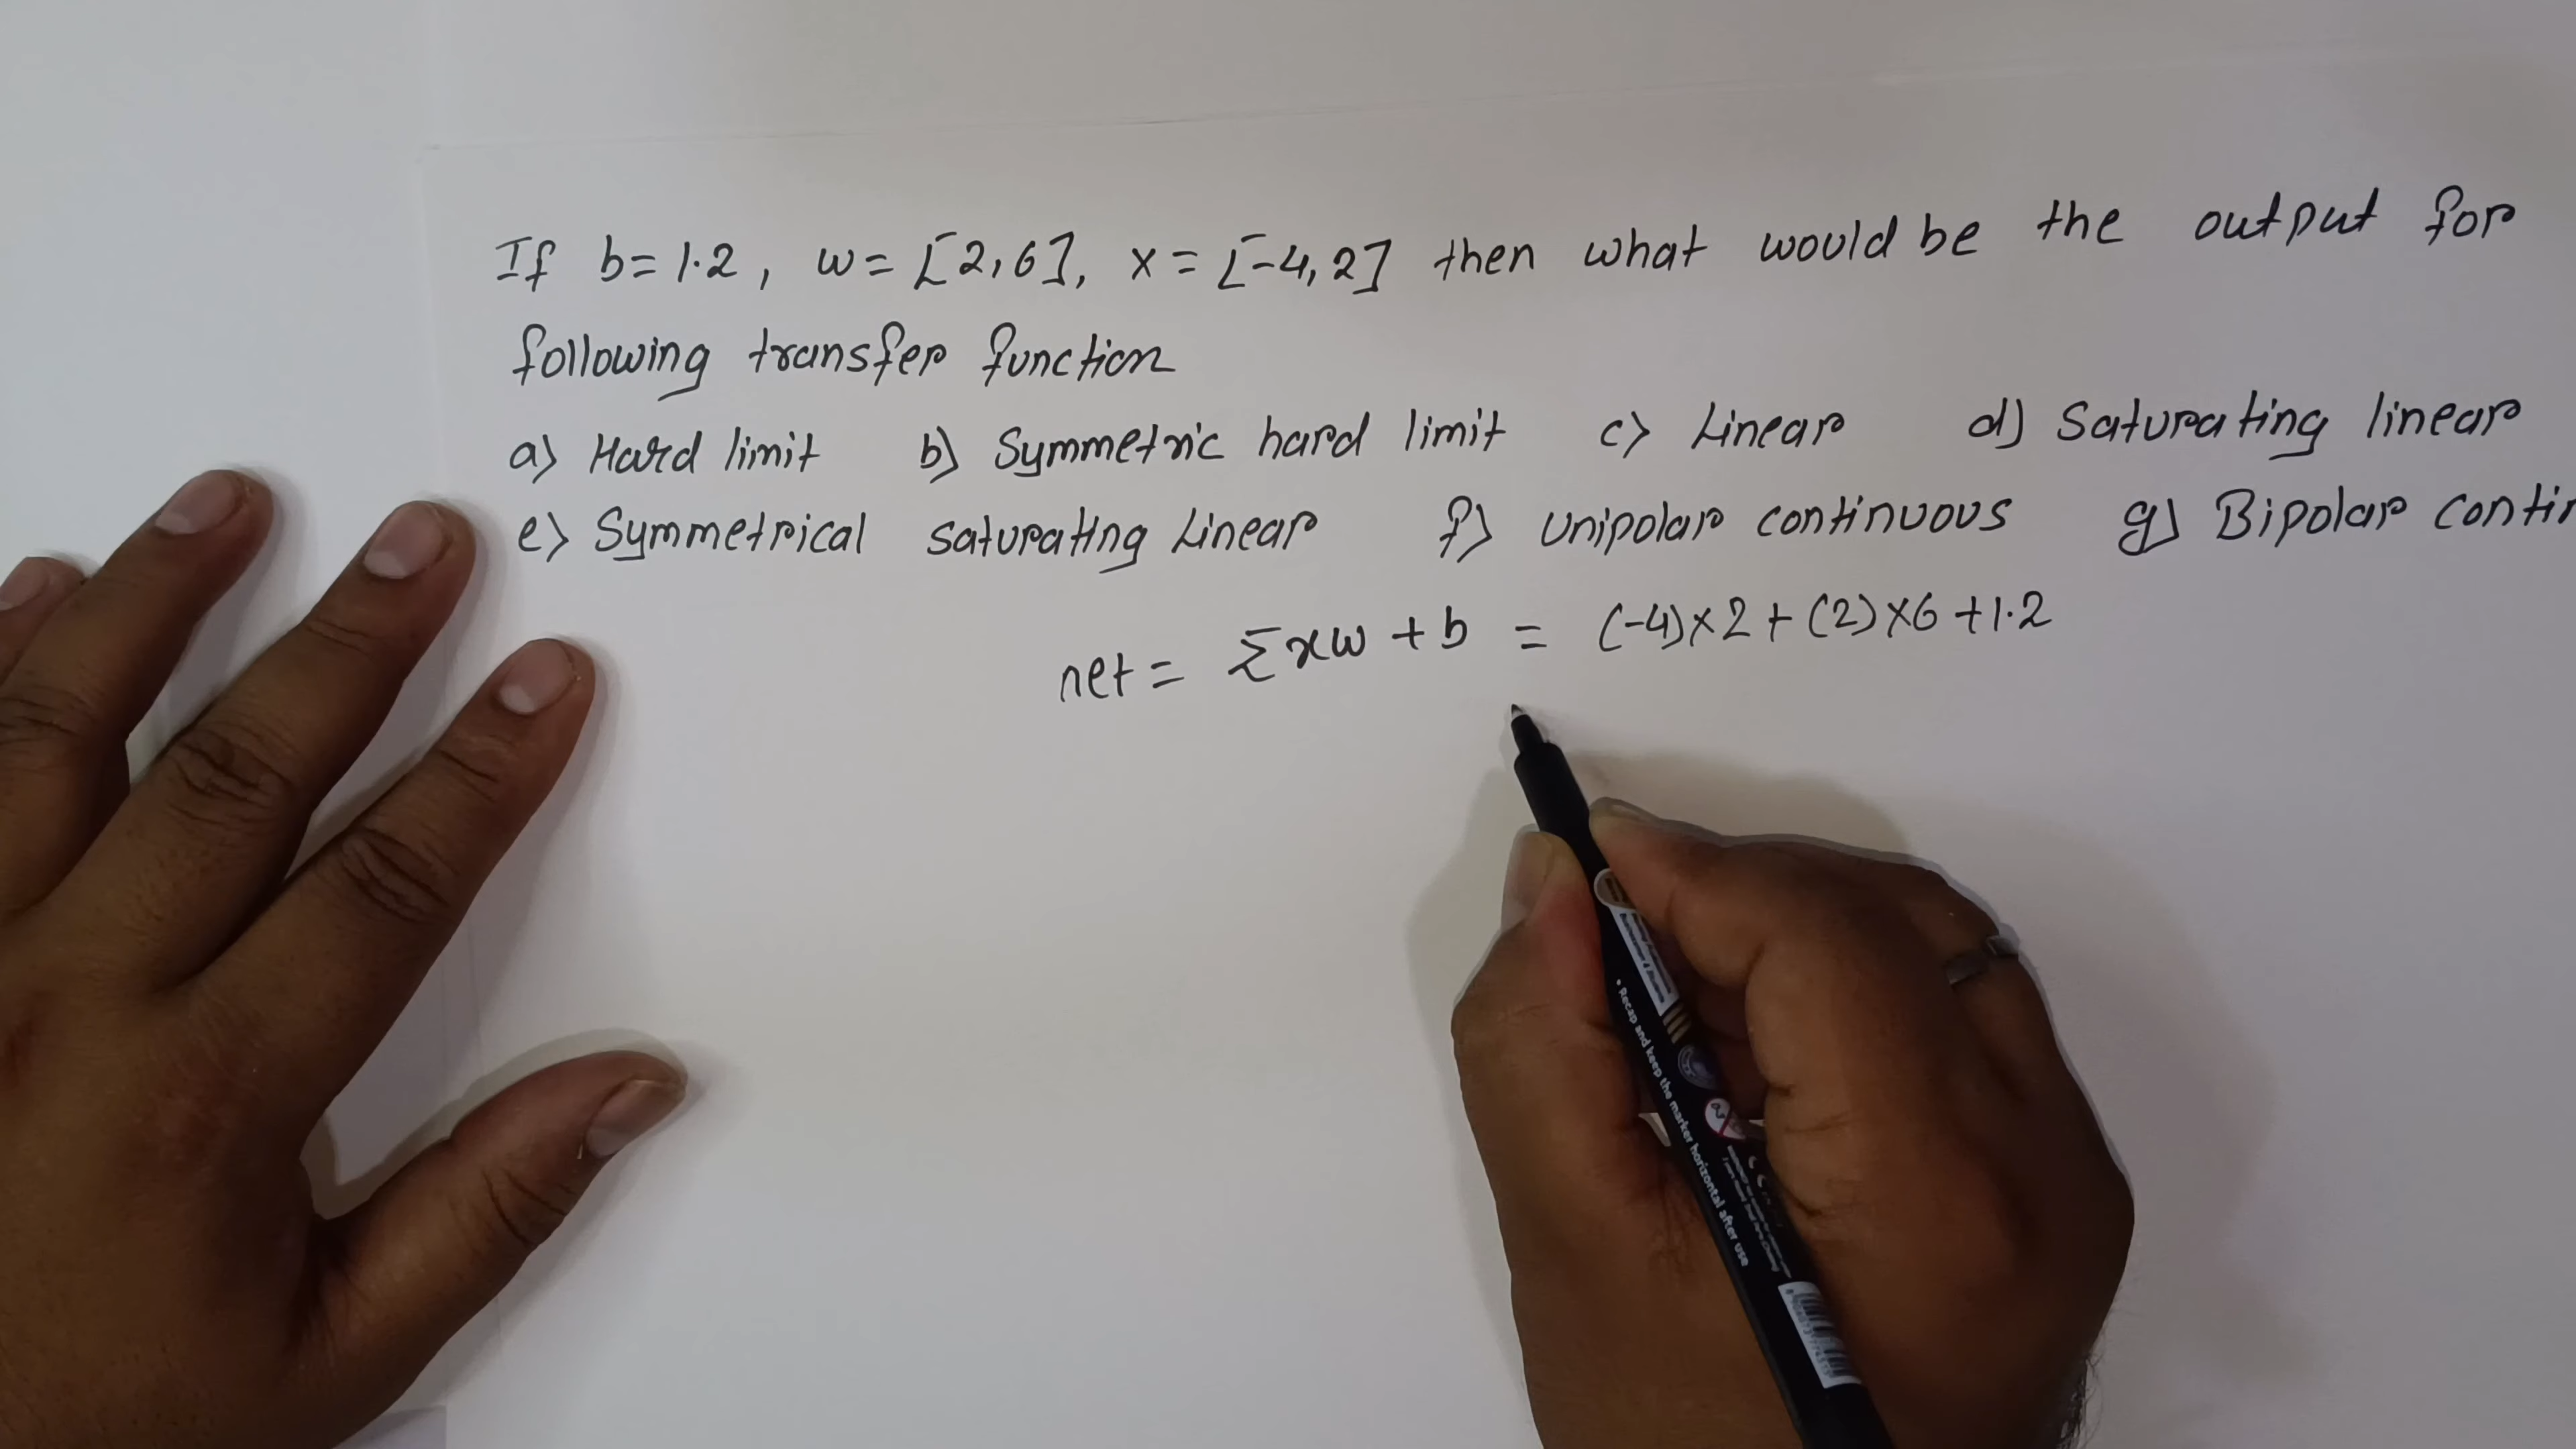 If b=1.2, w=[2,6], x=[-4,2] then what would be the output for
following transfer function
a) Hard limit b) Symmetric hard limit c) Linear d) Saturating linear
e) Symmetrical saturating Linear f) unipolar continuous g) Bipolar contin
net = Σxw + b = (-4)×2 + (2)×6 + 1.2
• Recap and keep the marker horizontal after use